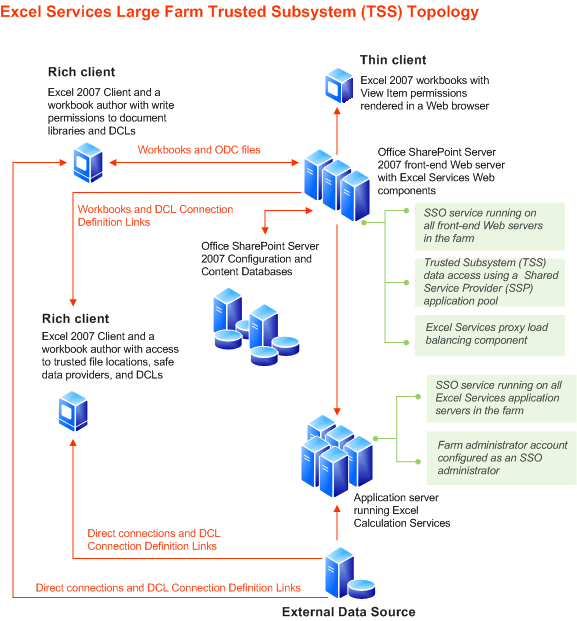 Excel Services Large Farm Trusted Subsystem (TSS) Topology
Thin client
Excel 2007 workbooks with
View Item permissions
rendered in a Web browser
Rich client
Excel 2007 Client and a
workbook author with write
permissions to document
libraries and DCLs
Workbooks and ODC files
Office SharePoint Server
2007 front-end Web server
with Excel Services Web
components
Workbooks and DCL Connection
Definition Links
SSO service running on
all front-end Web servers
in the farm
Office SharePoint Server
2007 Configuration and
Content Databases
Trusted Subsystem (TSS)
data access using a Shared
Service Provider (SSP)
application pool
Excel Services proxy load
balancing component
Rich client
Excel 2007 Client and a
workbook author with access
to trusted file locations, safe
data providers, and DCLs
SSO service running on all
Excel Services application
servers in the farm
Farm administrator account
configured as an SSO
administrator
Application server
running Excel
Calculation Services
Direct connections and DCL
Connection Definition Links
Direct connections and DCL Connection Definition Links
External Data Source